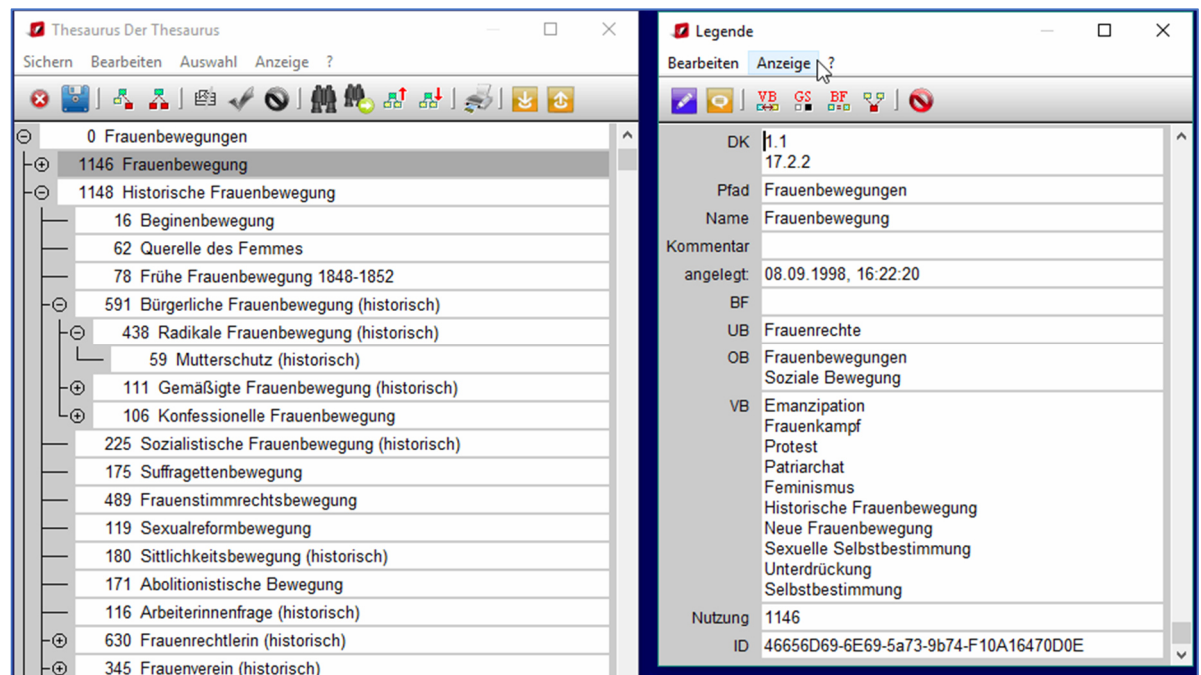 Thesaurus Der Thesaurus
Sichern Bearbeiten Auswahl Anzeige ?
0 Frauenbewegungen
1146 Frauenbewegung
1148 Historische Frauenbewegung
16 Beginenbewegung
62 Querelle des Femmes
78 Frühe Frauenbewegung 1848-1852
591 Bürgerliche Frauenbewegung (historisch)
438 Radikale Frauenbewegung (historisch)
59 Mutterschutz (historisch)
111 Gemäßigte Frauenbewegung (historisch)
106 Konfessionelle Frauenbewegung
225 Sozialistische Frauenbewegung (historisch)
175 Suffragettenbewegung
489 Frauenstimmrechtsbewegung
119 Sexualreformbewegung
180 Sittlichkeitsbewegung (historisch)
171 Abolitionistische Bewegung
116 Arbeiterinnenfrage (historisch)
630 Frauenrechtlerin (historisch)
345 Frauenverein (historisch)
Legende
Bearbeiten Anzeige ?
VB GS BF
DK 1.1
17.2.2
Pfad Frauenbewegungen
Name Frauenbewegung
Kommentar
angelegt: 08.09.1998, 16:22:20
BF
UB Frauenrechte
OB Frauenbewegungen
Soziale Bewegung
VB Emanzipation
Frauenkampf
Protest
Patriarchat
Feminismus
Historische Frauenbewegung
Neue Frauenbewegung
Sexuelle Selbstbestimmung
Unterdrückung
Selbstbestimmung
Nutzung 1146
ID 46656D69-6E69-5a73-9b74-F10A16470D0E